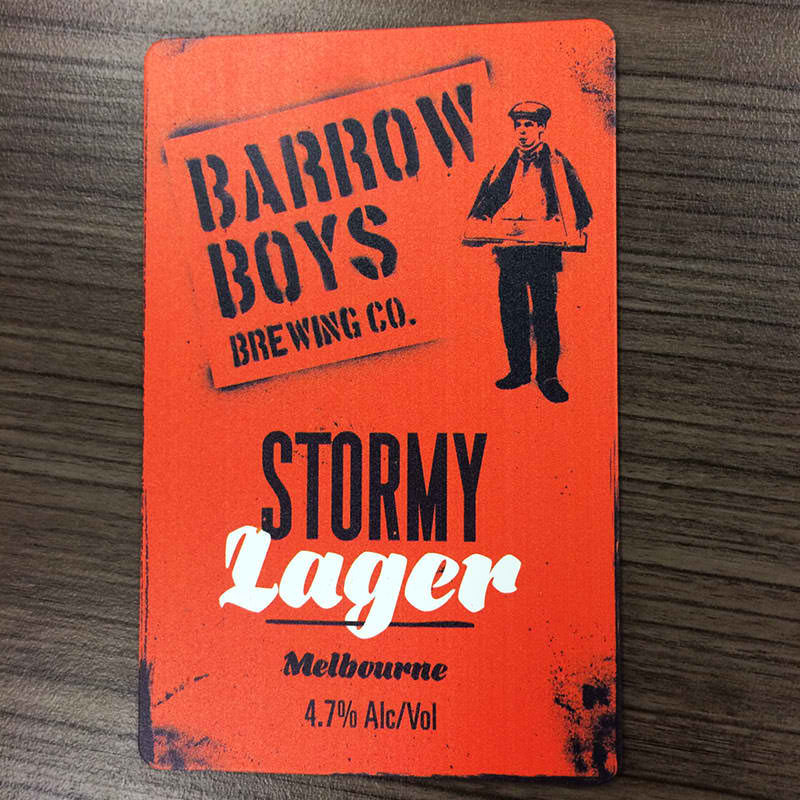 BARROW
BOYS
BREWING CO.
STORMY
Lager
Melbourne
4.7% Alc/Vol